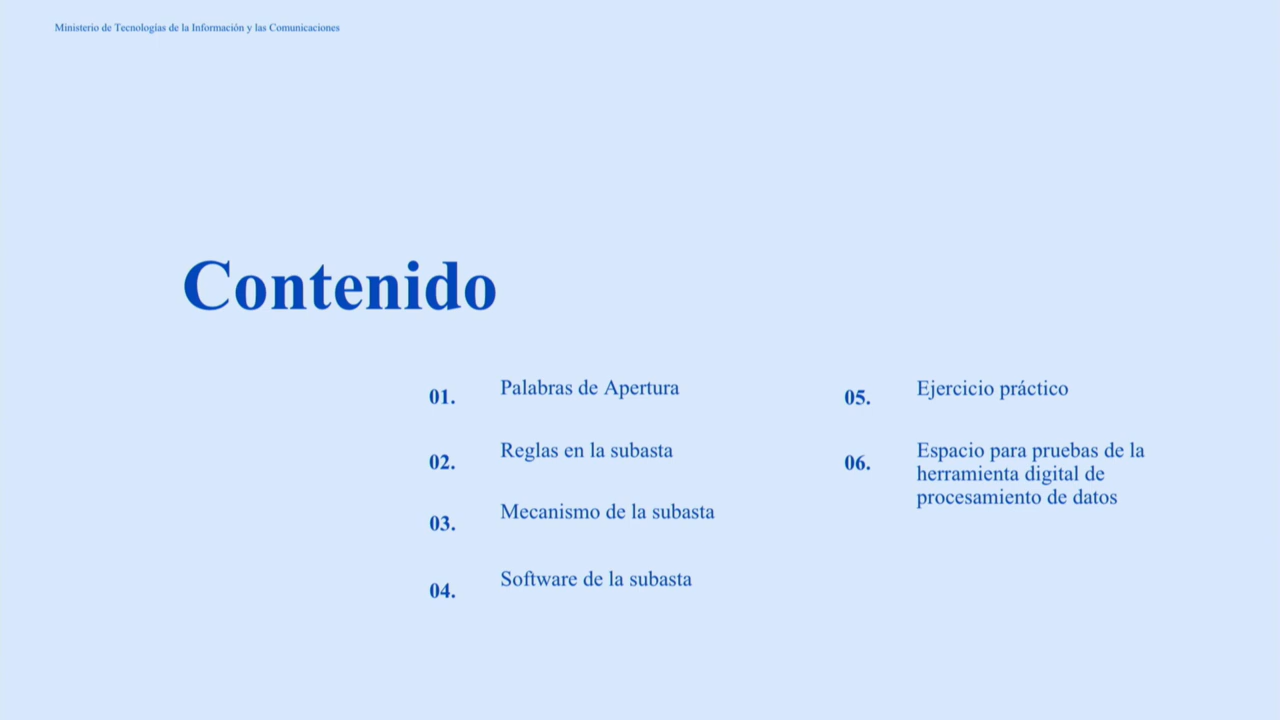 Ministerio de Tecnologías de la Información y las Comunicaciones
Contenido
01. Palabras de Apertura
02. Reglas en la subasta
03. Mecanismo de la subasta
04. Software de la subasta
05. Ejercicio práctico
06. Espacio para pruebas de la
herramienta digital de
procesamiento de datos